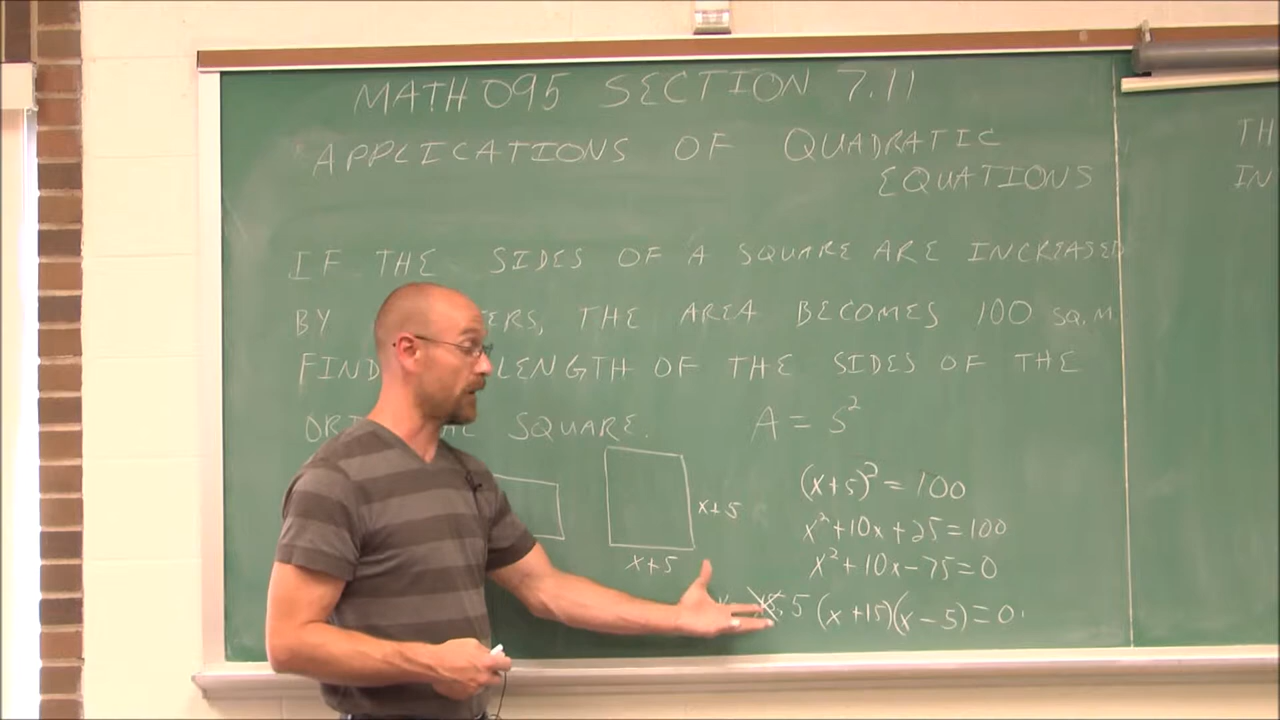 MATH 095 SECTION 7.11
APPLICATIONS OF QUADRATIC
EQUATIONS
TH
IN
IF THE SIDES OF A SQUARE ARE INCREASED
BY ERS, THE AREA BECOMES 100 SQ. M.
FIND LENGTH OF THE SIDES OF THE
SQUARE.
A = S²
x+5
x+5
(x+5)² = 100
x²+10x+25=100
x²+10x-75=0
5 (x+15)(x-5)=0